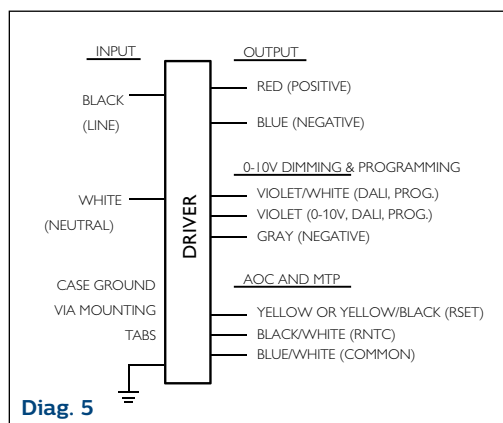 INPUT
BLACK
(LINE)
WHITE
(NEUTRAL)
CASE GROUND
VIA MOUNTING
TABS
DRIVER
OUTPUT
RED (POSITIVE)
BLUE (NEGATIVE)
0-10V DIMMING & PROGRAMMING
VIOLET/WHITE (DALI, PROG.)
VIOLET (0-10V, DALI, PROG.)
GRAY (NEGATIVE)
AOC AND MTP
YELLOW OR YELLOW/BLACK (RSET)
BLACK/WHITE (RNTC)
BLUE/WHITE (COMMON)
Diag. 5